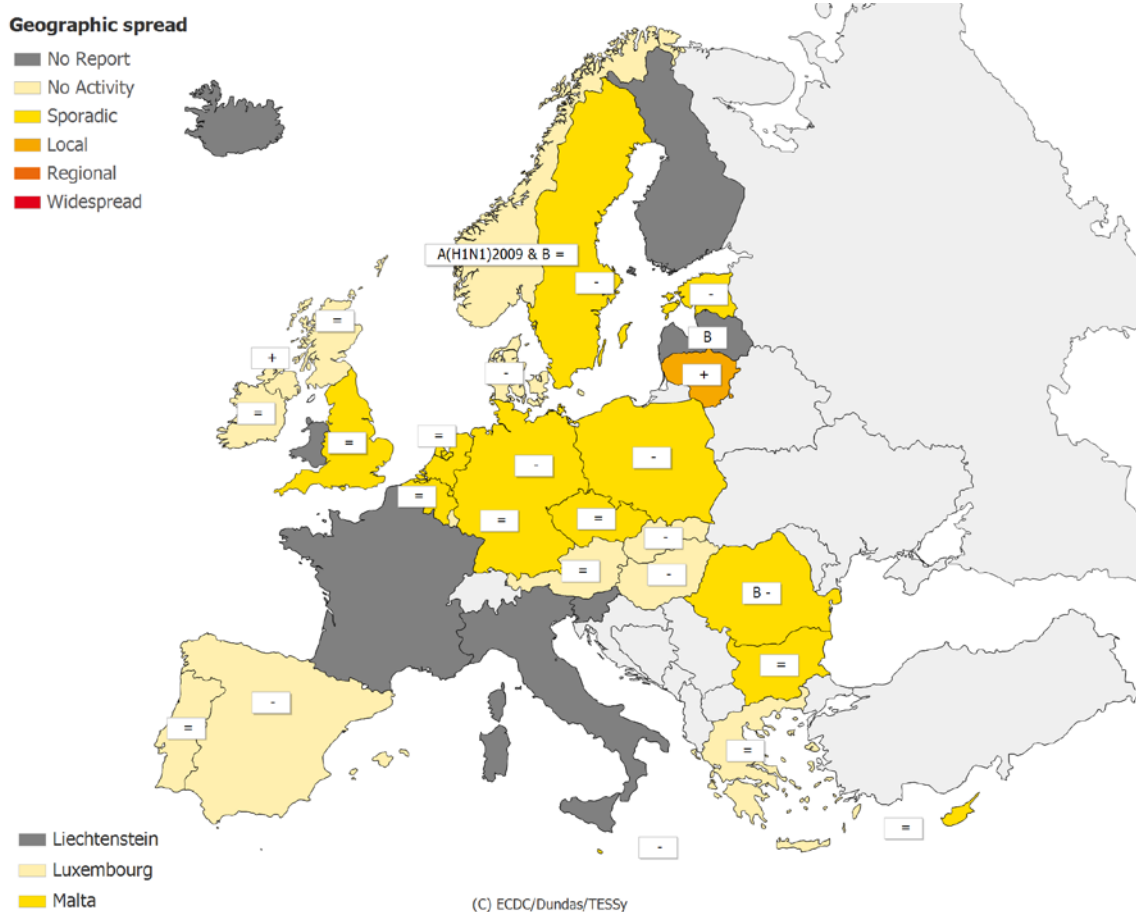 Geographic spread
No Report
No Activity
Sporadic
Local
Regional
Widespread
A(H1N1)2009 & B =
-
-
=
B
+
-
+
=
=
=
-
-
=
=
=
-
=
-
B -
=
-
=
=
=
-
Liechtenstein
Luxembourg
Malta
(C) ECDC/Dundas/TESSy